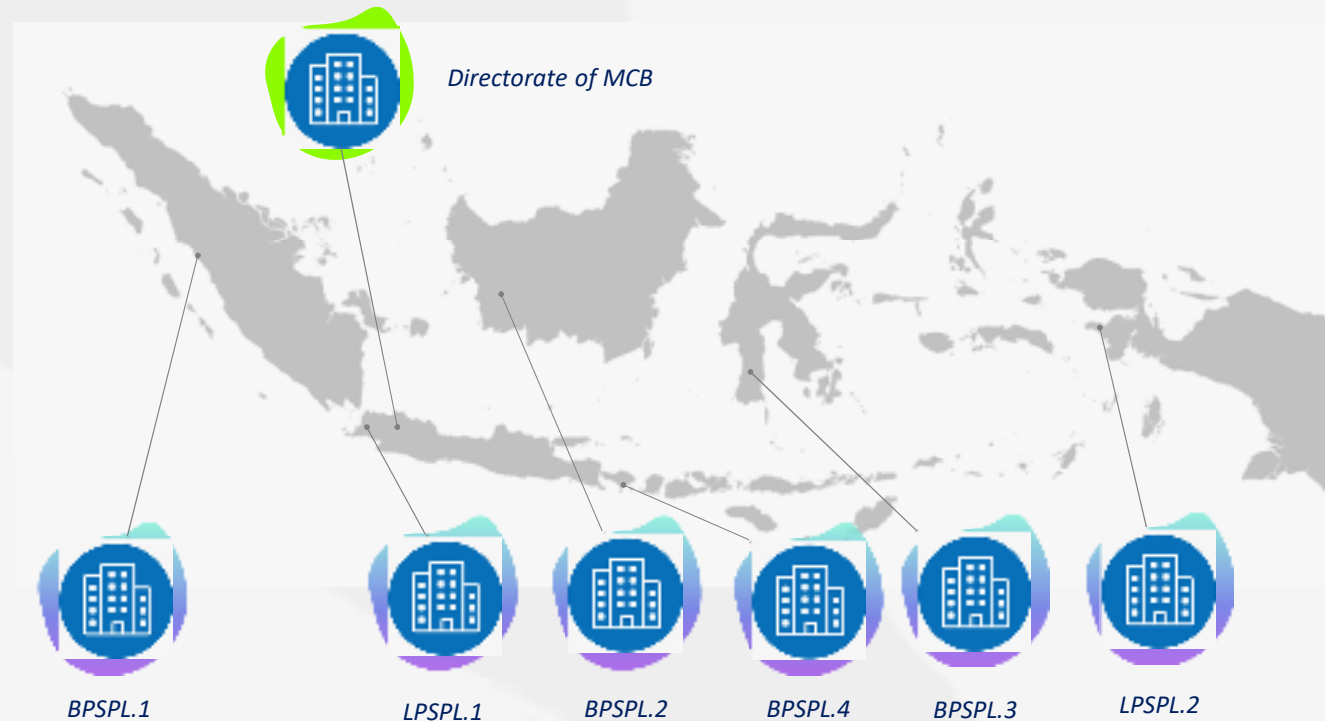 Directorate of MCB
BPSPL.1
LPSPL.1
BPSPL.2
BPSPL.4
BPSPL.3
LPSPL.2